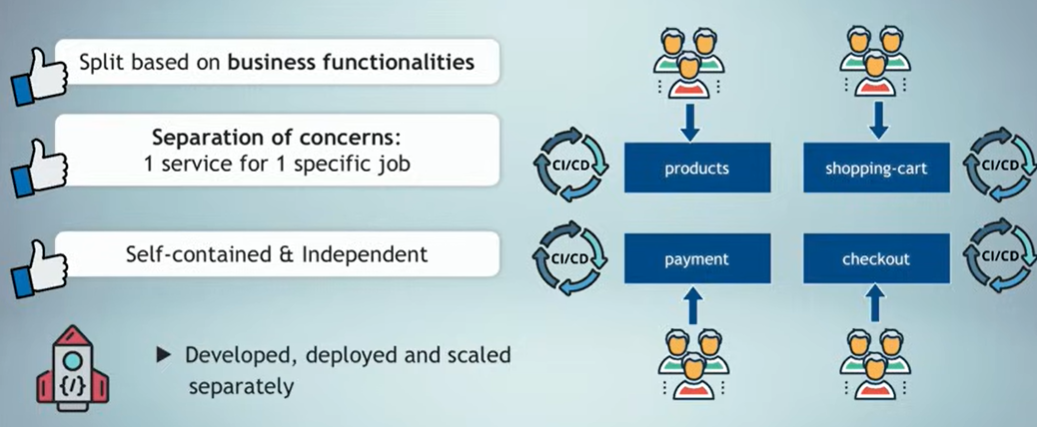 Split based on business functionalities
Separation of concerns:
1 service for 1 specific job
Self-contained & Independent
{/}
▶ Developed, deployed and scaled
separately
CI/CD
products
shopping-cart
CI/CD
CI/CD
payment
checkout
CI/CD